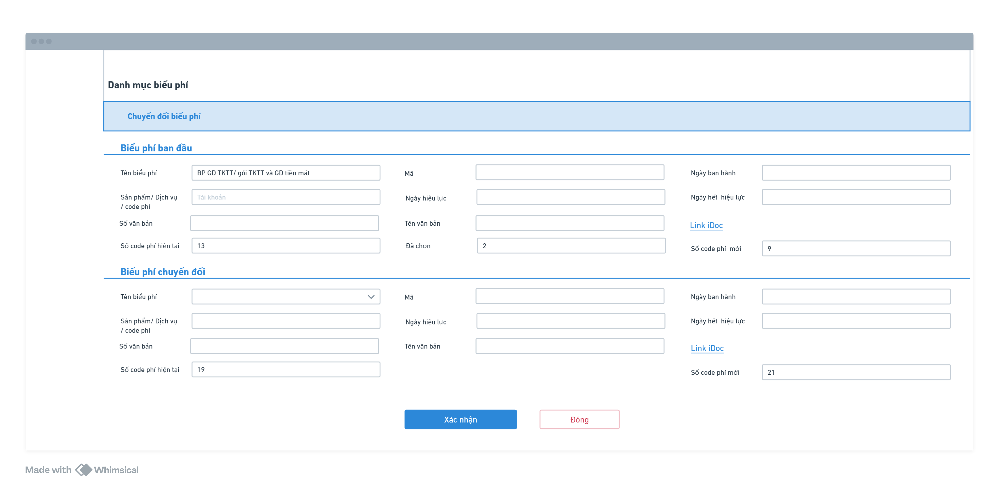 Danh mục biểu phí
Chuyển đổi biểu phí
Biểu phí ban đầu
Tên biểu phí
BP GD TKTT/ gói TKTT và GD tiền mặt
Mã
Ngày ban hành
Sản phẩm/ Dịch vụ
/ code phí
Tài khoản
Ngày hiệu lực
Ngày hết hiệu lực
Số văn bản
Tên văn bản
Link iDoc
Số code phí hiện tại
13
Đã chọn
2
Số code phí mới
9
Biểu phí chuyển đổi
Tên biểu phí
Mã
Ngày ban hành
Sản phẩm/ Dịch vụ
/ code phí
Ngày hiệu lực
Ngày hết hiệu lực
Số văn bản
Tên văn bản
Link iDoc
Số code phí hiện tại
19
Số code phí mới
21
Xác nhận
Đóng
Made with Whimsical